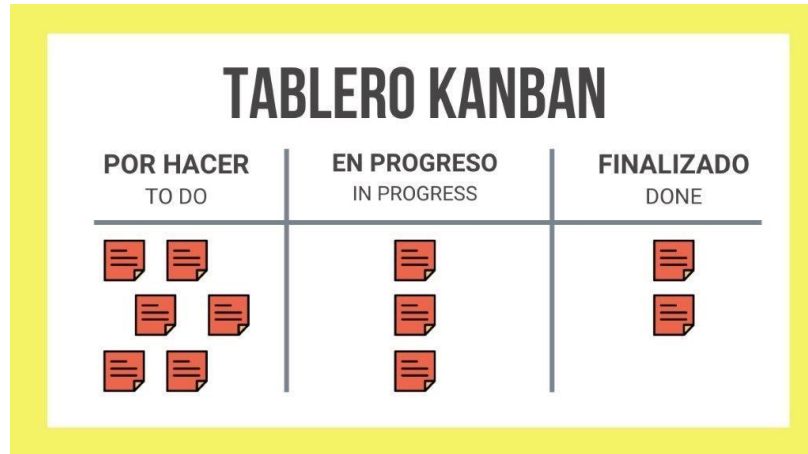 TABLERO KANBAN
POR HACER
TO DO
EN PROGRESO
IN PROGRESS
FINALIZADO
DONE